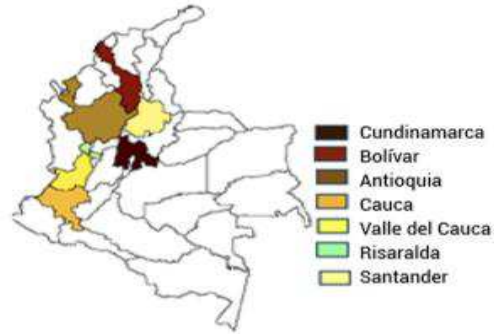 Cundinamarca
Bolívar
Antioquia
Cauca
Valle del Cauca
Risaralda
Santander